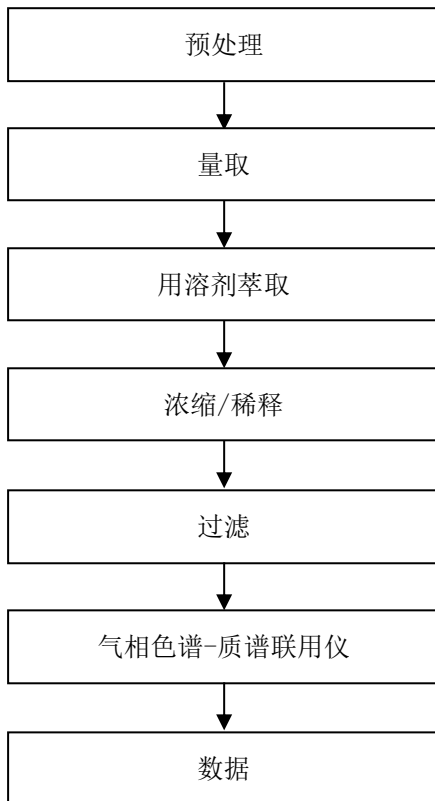 预处理
量取
用溶剂萃取
浓缩/稀释
过滤
气相色谱-质谱联用仪
数据